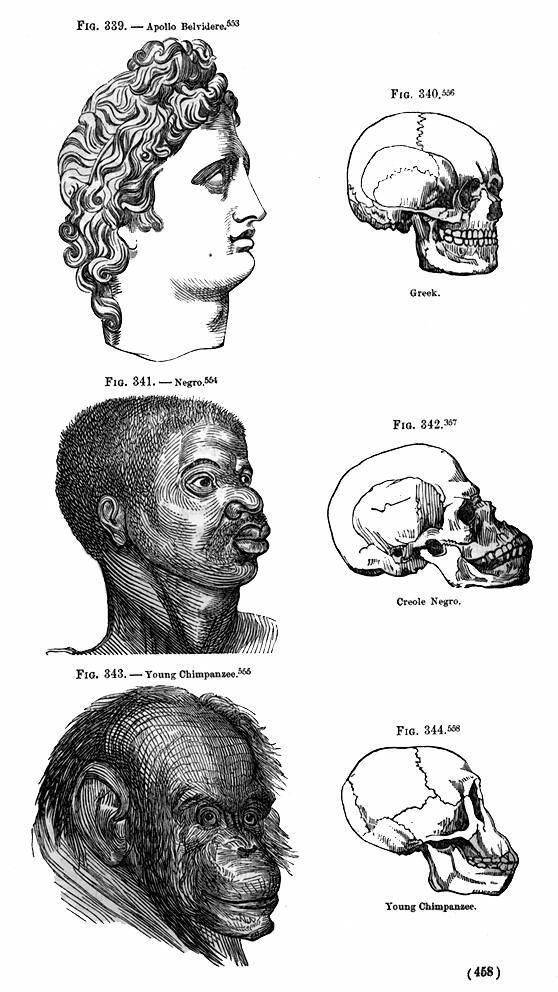 FIG. 339. — Apollo Belvidere.553
FIG. 340.556
Greek.
FIG. 341. — Negro.554
FIG. 342.357
Creole Negro.
FIG. 343. — Young Chimpanzee.555
FIG. 344.558
Young Chimpanzee.
(458)